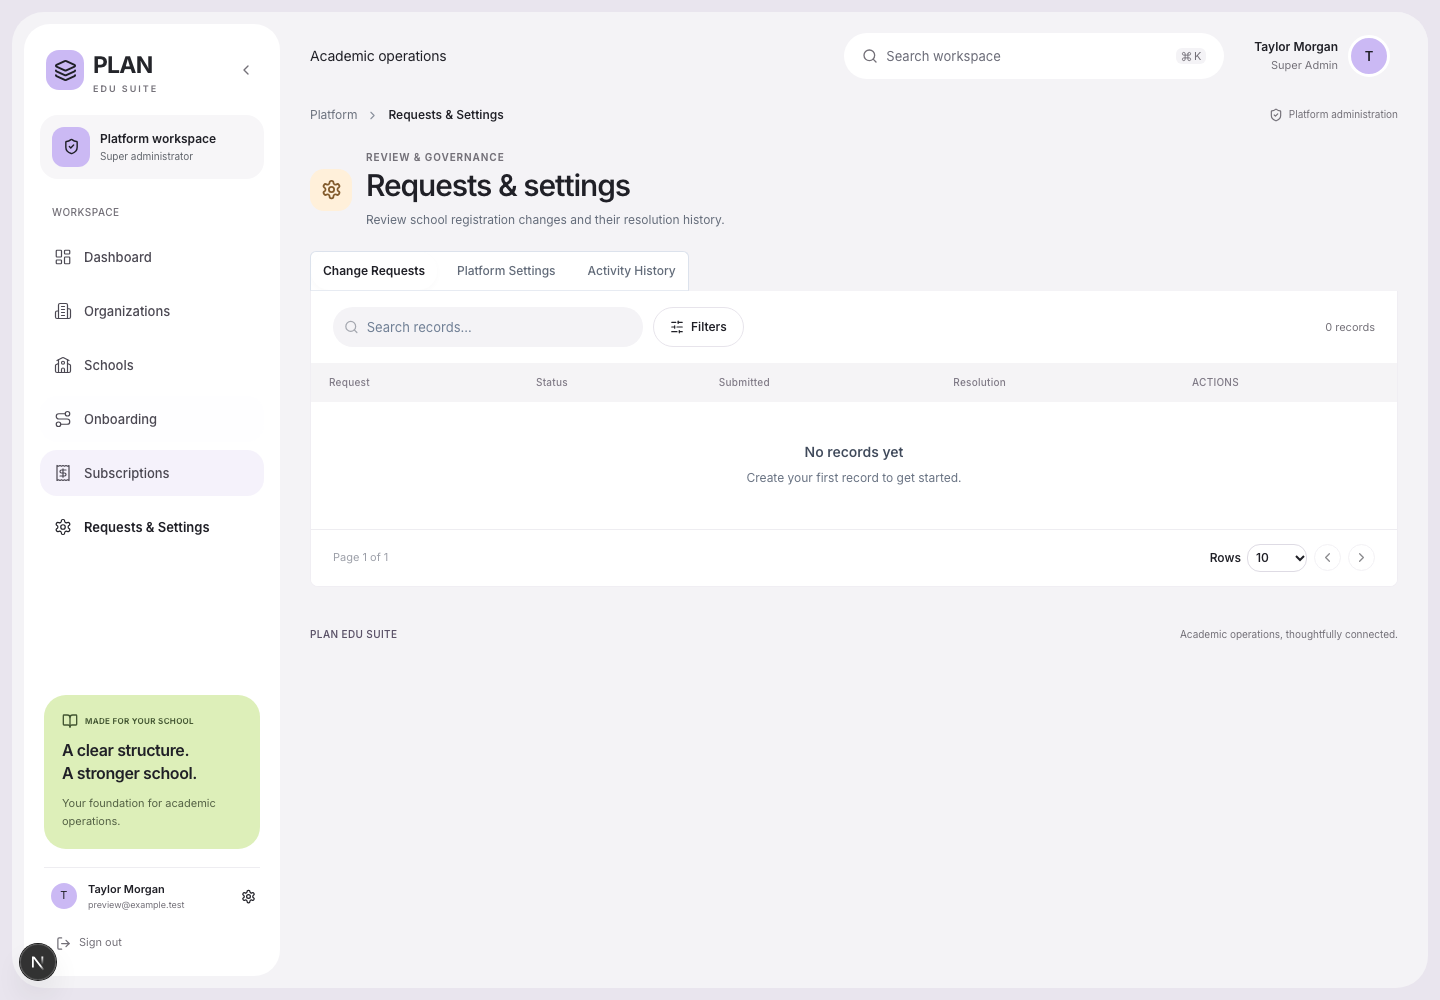 PLAN
EDU SUITE
Platform workspace
Super administrator
WORKSPACE
Dashboard
Organizations
Schools
Onboarding
Subscriptions
Requests & Settings
MADE FOR YOUR SCHOOL
A clear structure.
A stronger school.
Your foundation for academic
operations.
T
Taylor Morgan
preview@example.test
Sign out
N
Academic operations
Search workspace
⌘ K
Taylor Morgan
Super Admin
T
Platform
Requests & Settings
Platform administration
REVIEW & GOVERNANCE
Requests & settings
Review school registration changes and their resolution history.
Change Requests
Platform Settings
Activity History
Search records...
Filters
0 records
Request
Status
Submitted
Resolution
ACTIONS
No records yet
Create your first record to get started.
Page 1 of 1
Rows
10
PLAN EDU SUITE
Academic operations, thoughtfully connected.